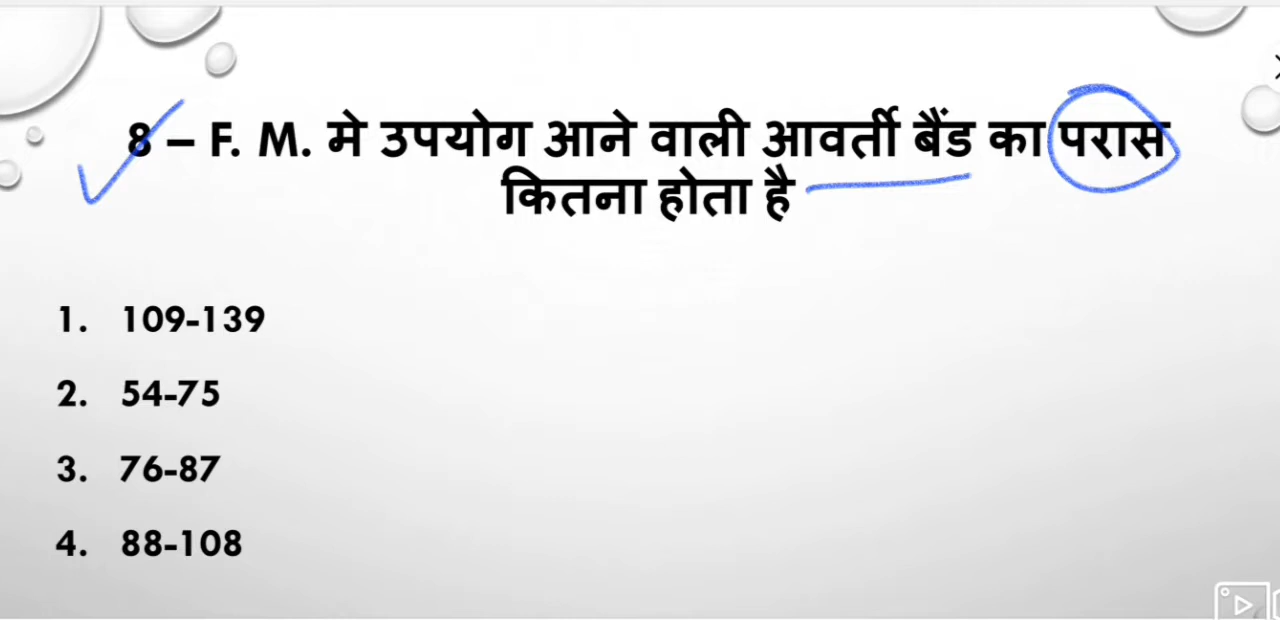 8 – F. M. मे उपयोग आने वाली आवर्ती बैंड का परास
कितना होता है
1. 109-139
2. 54-75
3. 76-87
4. 88-108